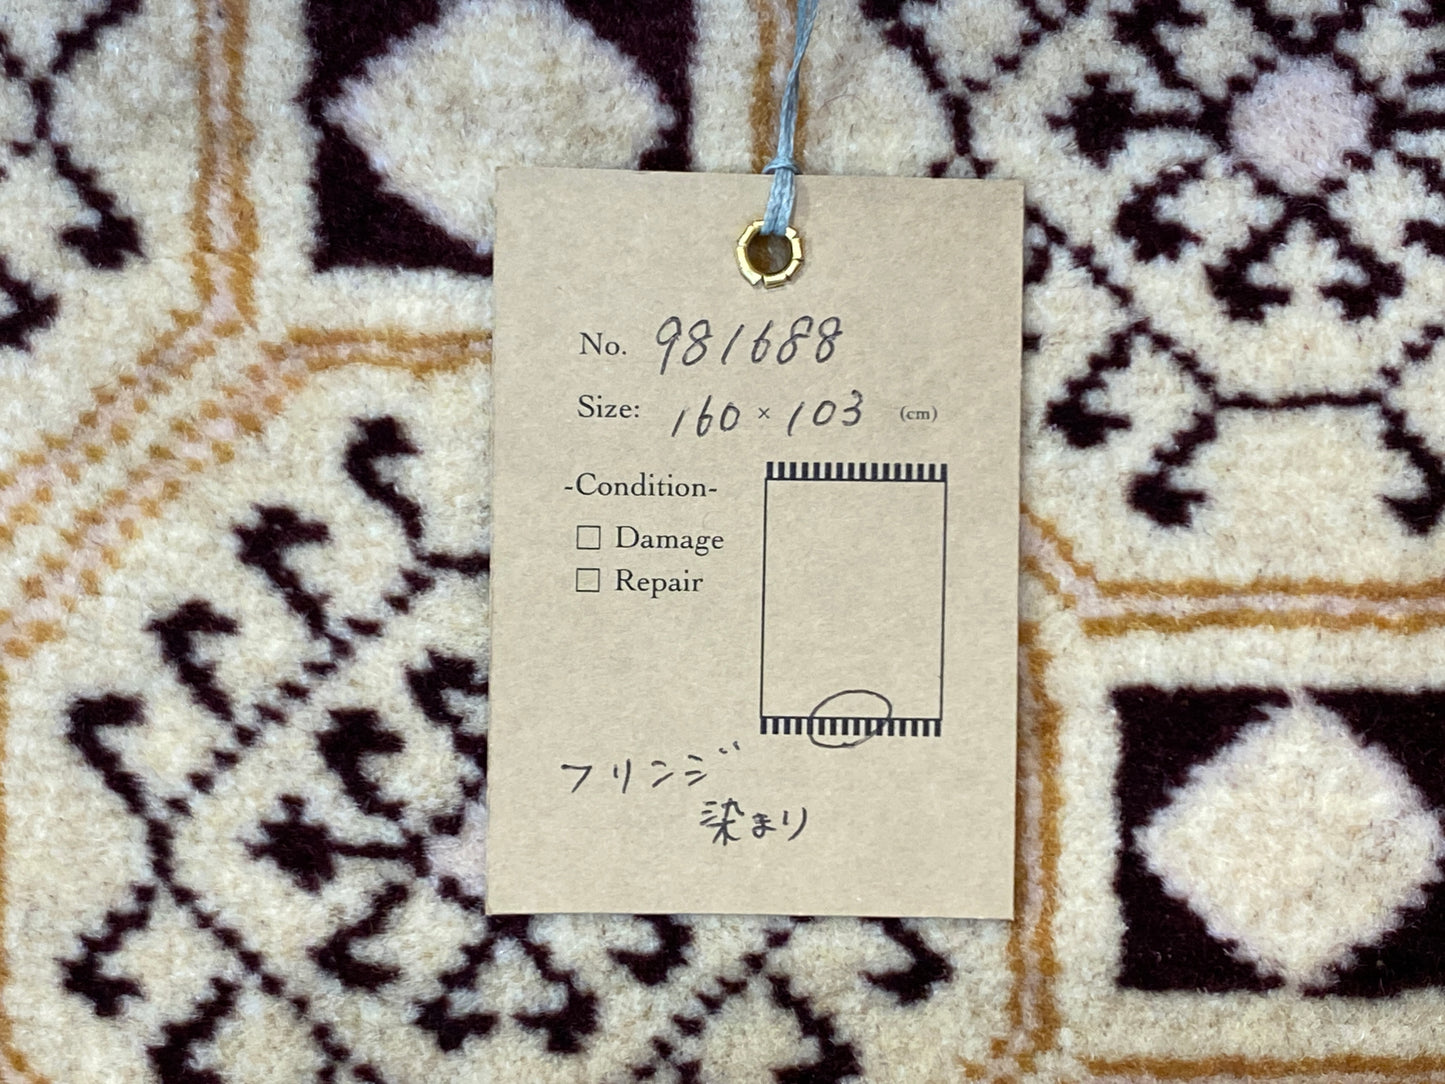 No. 981688
Size: 160 × 103 (cm)
-Condition-
□ Damage
□ Repair
フリンジ
染まり